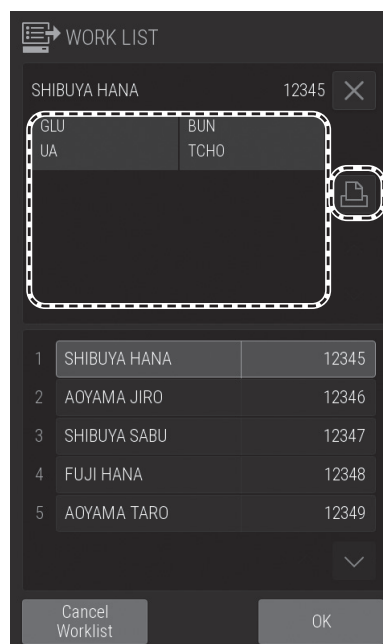 WORK LIST
SHIBUYA HANA 12345
GLU BUN
UA TCHO
1 SHIBUYA HANA 12345
2 AOYAMA JIRO 12346
3 SHIBUYA SABU 12347
4 FUJI HANA 12348
5 AOYAMA TARO 12349
Cancel OK
Worklist